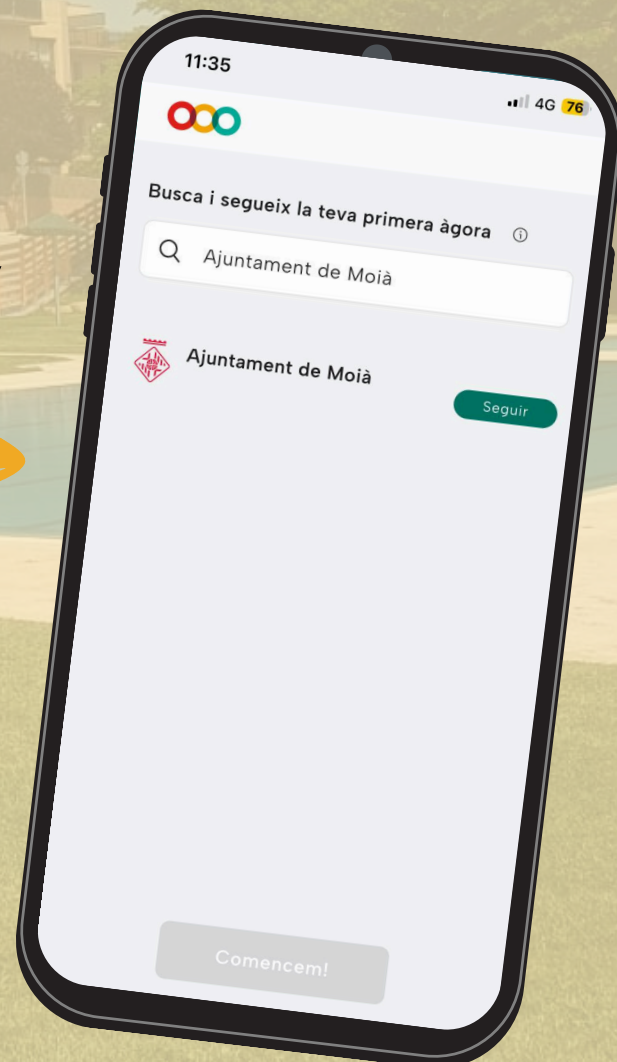 11:35
4G 76
Busca i segueix la teva primera àgora
Ajuntament de Moià
Ajuntament de Moià
Seguir
Comencem!